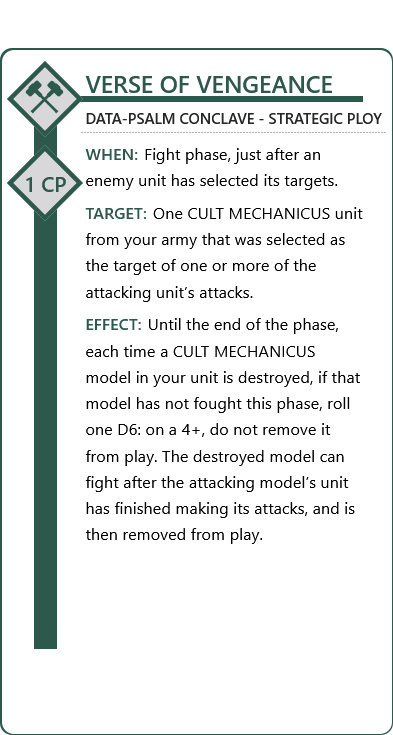 VERSE OF VENGEANCE
DATA-PSALM CONCLAVE - STRATEGIC PLOY
1 CP
WHEN: Fight phase, just after an
enemy unit has selected its targets.
TARGET: One CULT MECHANICUS unit
from your army that was selected as
the target of one or more of the
attacking unit’s attacks.
EFFECT: Until the end of the phase,
each time a CULT MECHANICUS
model in your unit is destroyed, if that
model has not fought this phase, roll
one D6: on a 4+, do not remove it
from play. The destroyed model can
fight after the attacking model’s unit
has finished making its attacks, and is
then removed from play.